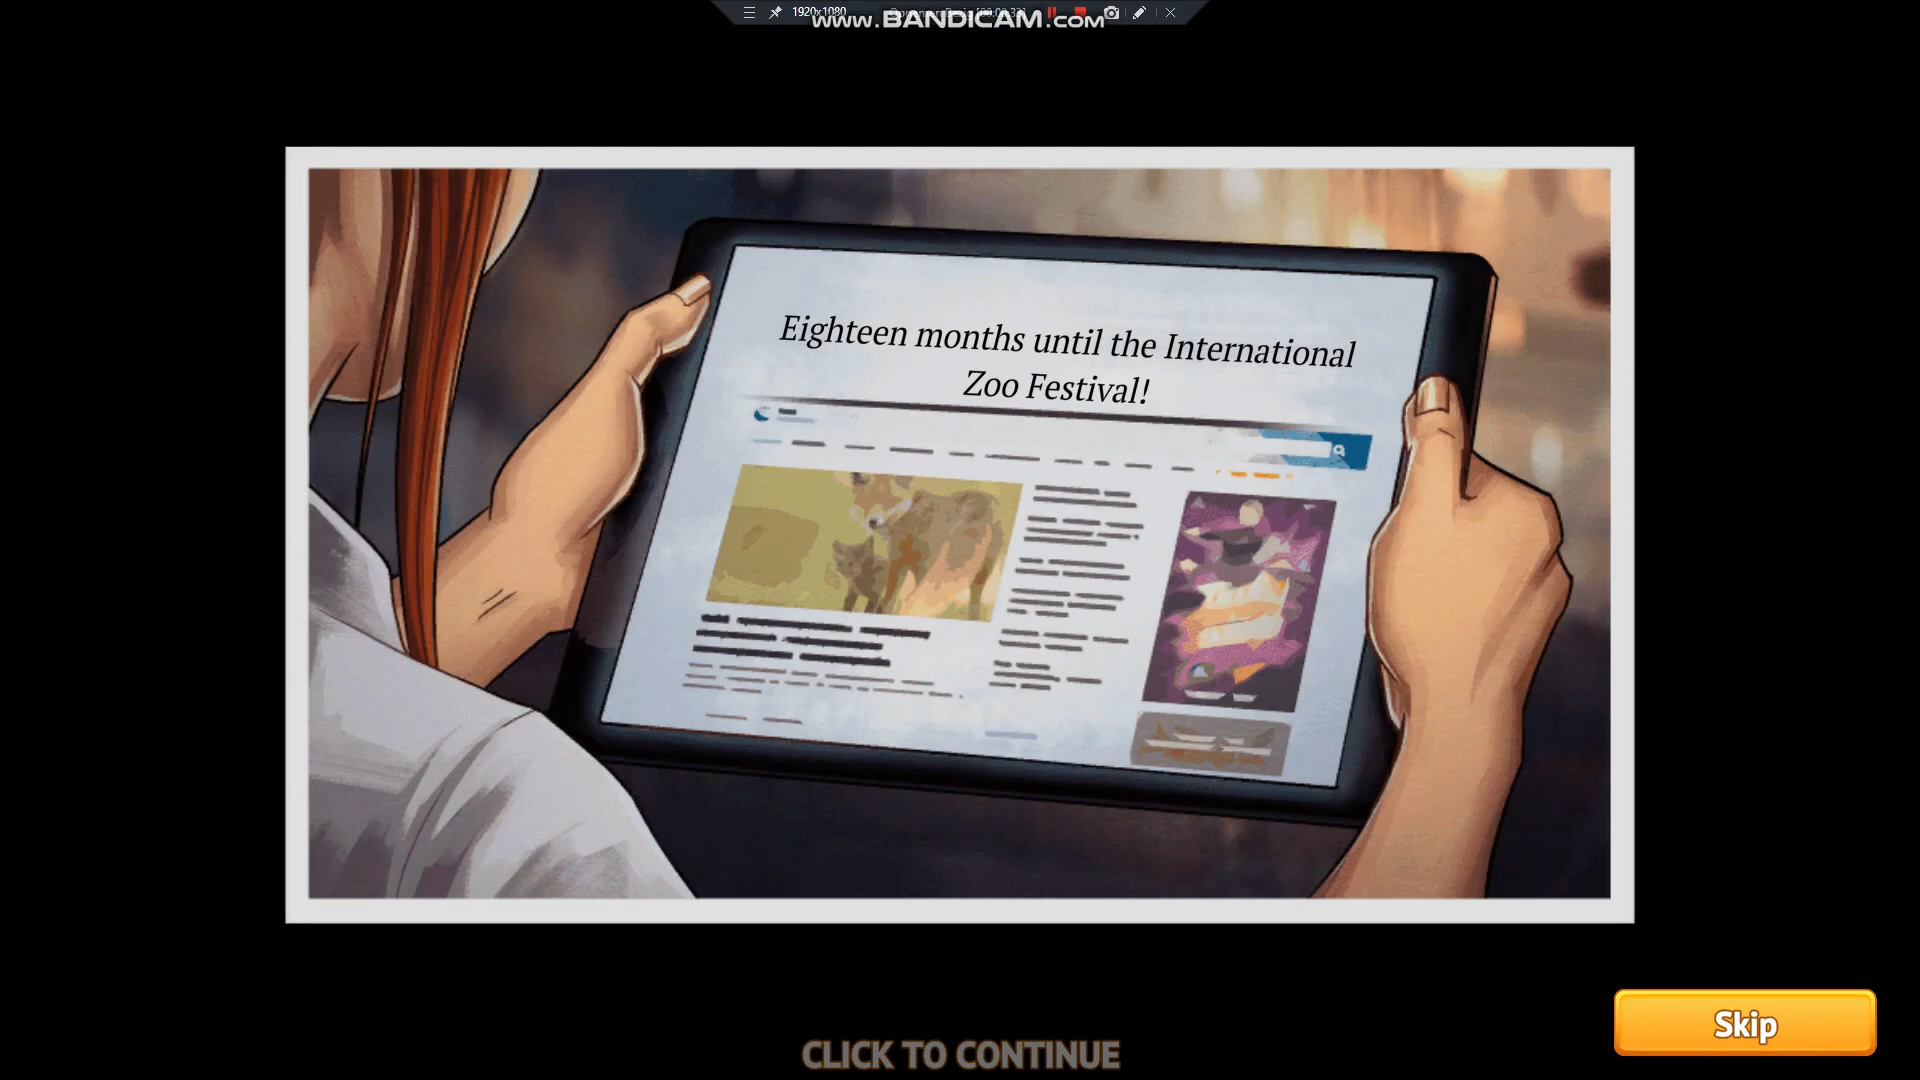 1920x1080
www.BANDICAM.com
Eighteen months until the International
Zoo Festival!
Skip
CLICK TO CONTINUE